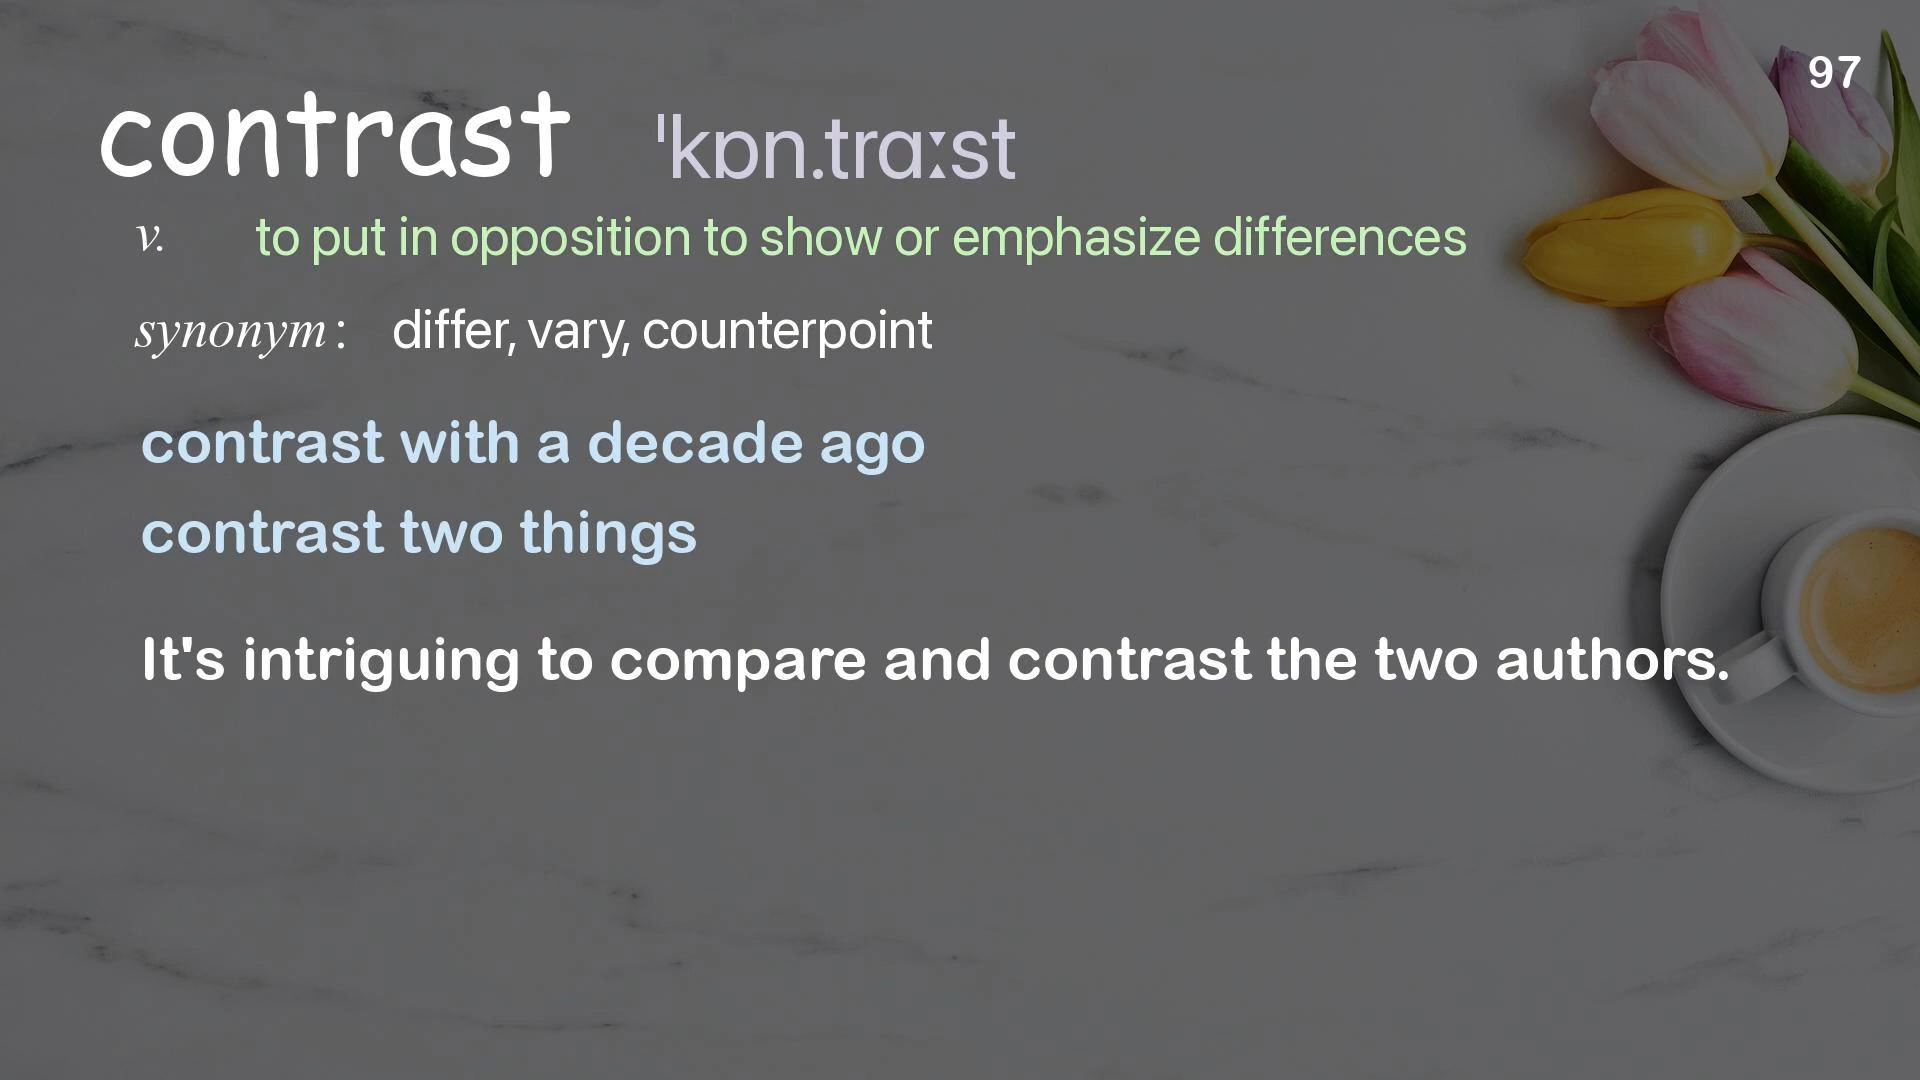 97
contrast ˈkɒn.trɑːst
v. to put in opposition to show or emphasize differences
synonym: differ, vary, counterpoint
contrast with a decade ago
contrast two things
It's intriguing to compare and contrast the two authors.